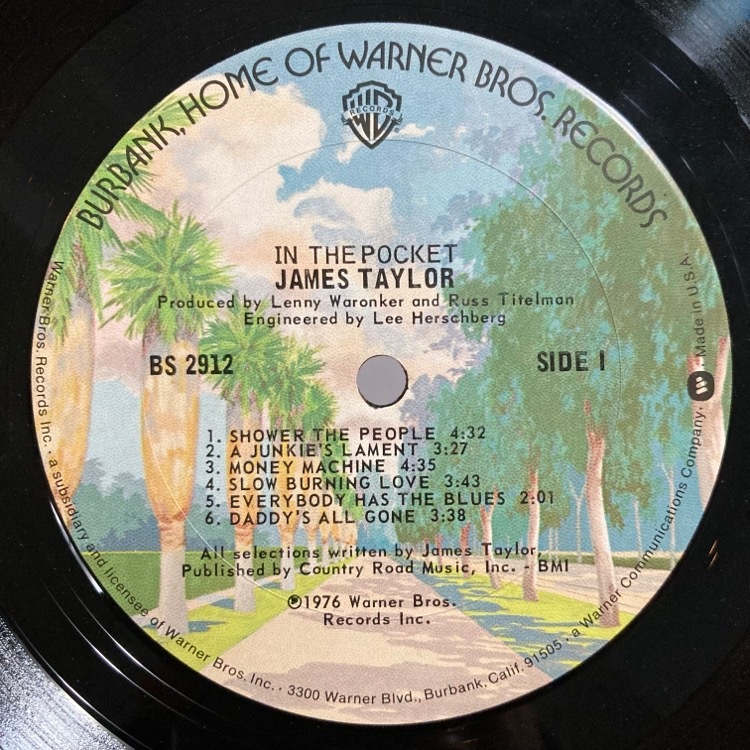 BURBANK, HOME OF WARNER BROS. RECORDS
RECORDS
IN THE POCKET
JAMES TAYLOR
Produced by Lenny Waronker and Russ Titelman
Engineered by Lee Herschberg
BS 2912
SIDE 1
1. SHOWER THE PEOPLE 4:32
2. A JUNKIE'S LAMENT 3:27
3. MONEY MACHINE 4:35
4. SLOW BURNING LOVE 3:43
5. EVERYBODY HAS THE BLUES 2:01
6. DADDY'S ALL GONE 3:38
All selections written by James Taylor,
Published by Country Road Music, Inc. - BMI
℗1976 Warner Bros.
Records Inc.
Warner Bros. Records Inc. · a subsidiary and licensee of Warner Bros. Inc. · 3300 Warner Blvd., Burbank, Calif. 91505 · a Warner Communications Company. · Made in U.S.A.